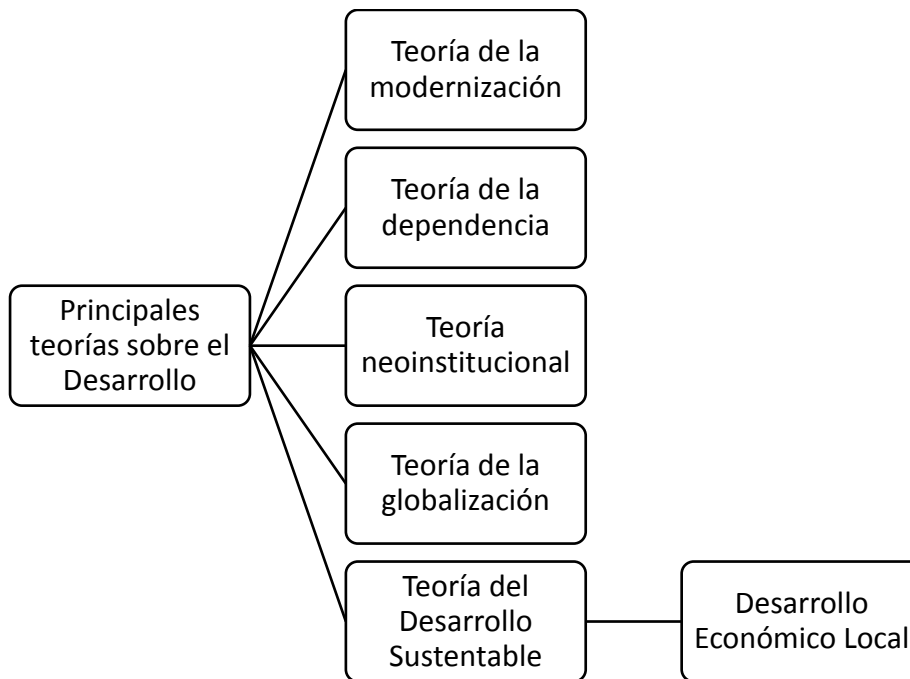 Teoría de la
modernización
Teoría de la
dependencia
Principales
teorías sobre el
Desarrollo
Teoría
neoinstitucional
Teoría de la
globalización
Teoría del
Desarrollo
Sustentable
Desarrollo
Económico Local